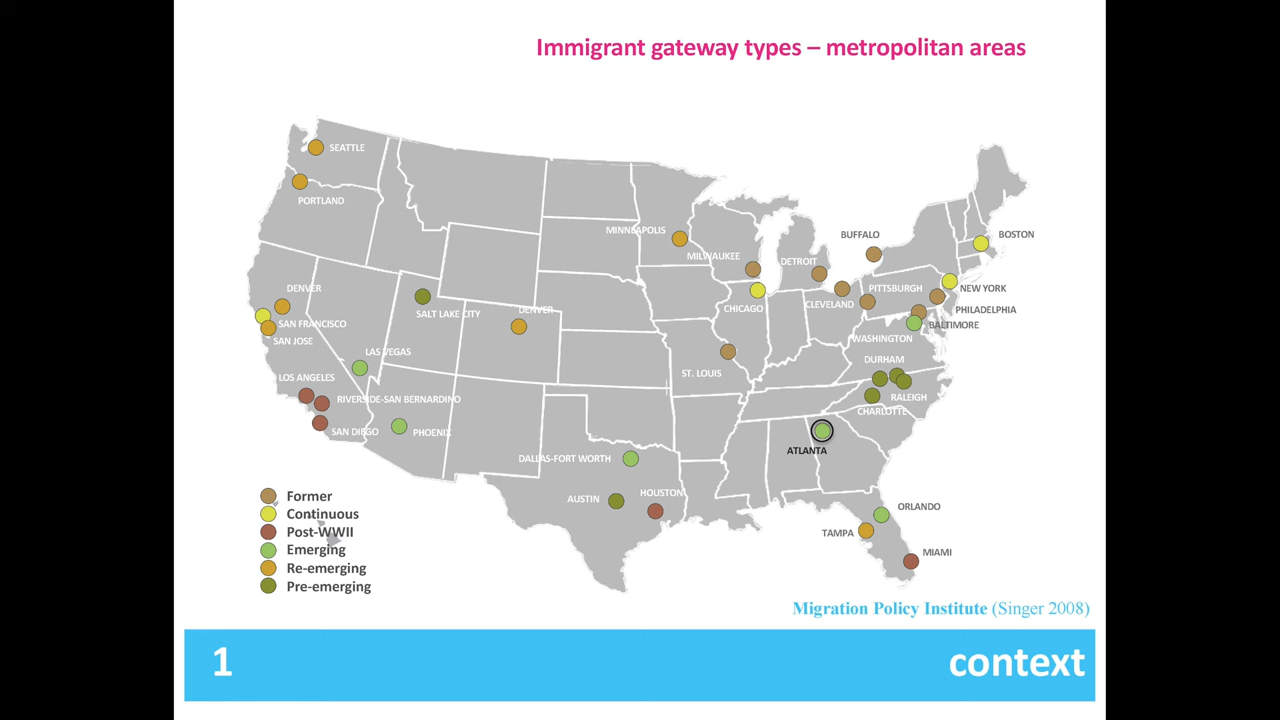 Immigrant gateway types – metropolitan areas
SEATTLE
PORTLAND
MINNEAPOLIS
BUFFALO
BOSTON
MILWAUKEE
DETROIT
DENVER
PITTSBURGH
NEW YORK
CHICAGO
CLEVELAND
SALT LAKE CITY
DENVER
PHILADELPHIA
SAN FRANCISCO
BALTIMORE
SAN JOSE
WASHINGTON
LAS VEGAS
DURHAM
LOS ANGELES
ST. LOUIS
RIVERSIDE-SAN BERNARDINO
RALEIGH
CHARLOTTE
SAN DIEGO
PHOENIX
ATLANTA
DALLAS-FORT WORTH
AUSTIN
HOUSTON
ORLANDO
TAMPA
MIAMI
Former
Continuous
Post-WWII
Emerging
Re-emerging
Pre-emerging
Migration Policy Institute (Singer 2008)
1 context